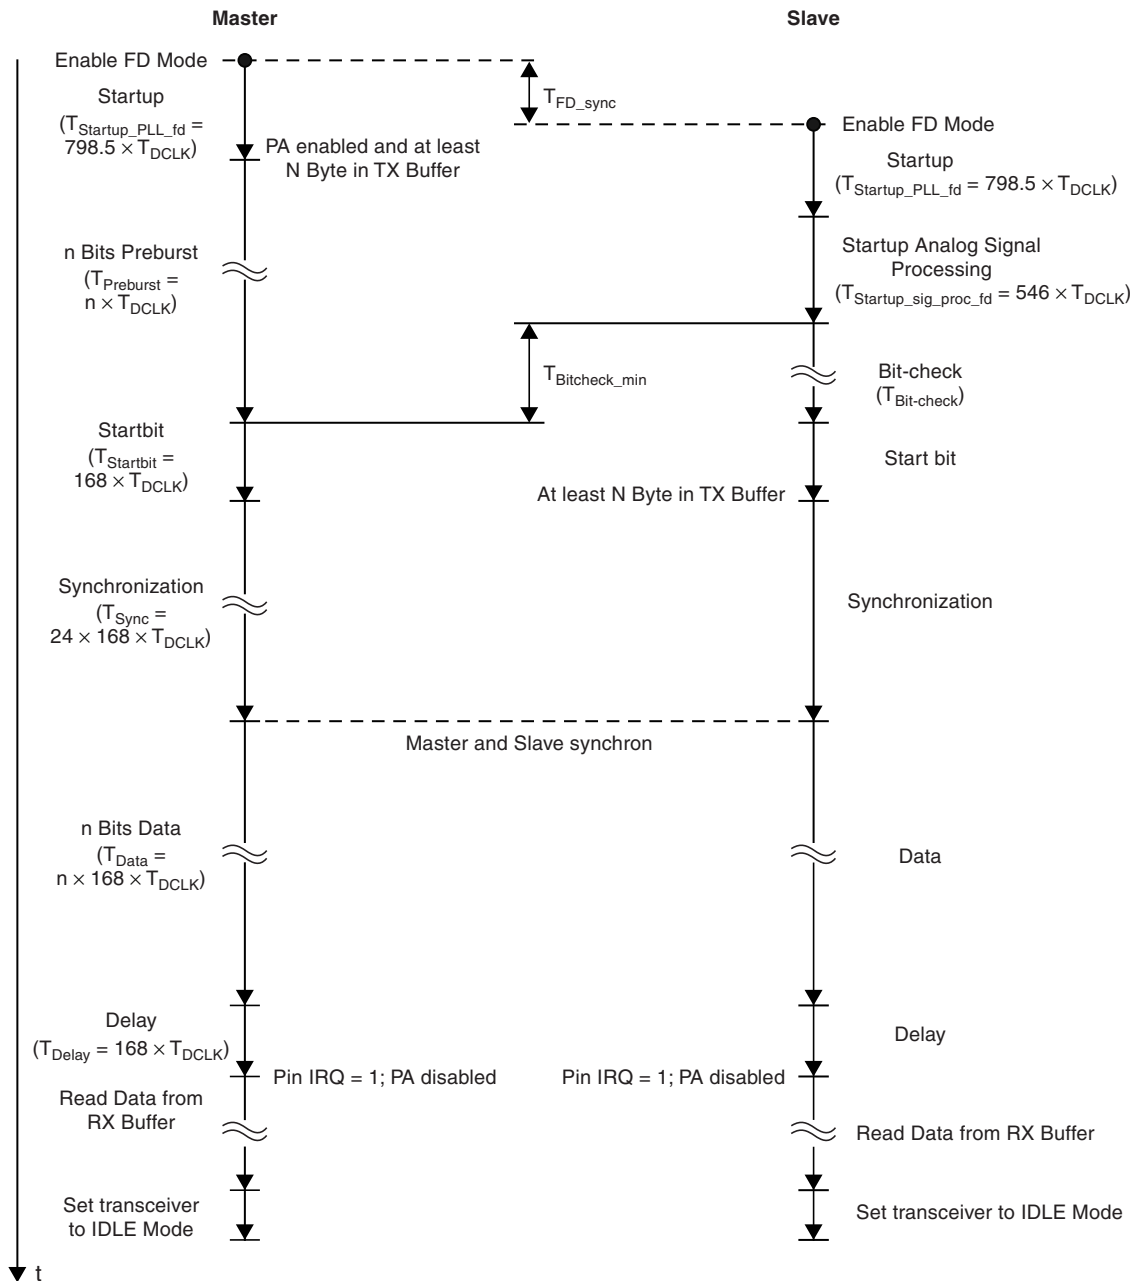 Master
Slave
Enable FD Mode
Startup
(TStartup_PLL_fd =
798.5 × TDCLK)
PA enabled and at least
N Byte in TX Buffer
TFD_sync
Enable FD Mode
Startup
(TStartup_PLL_fd = 798.5 × TDCLK)
n Bits Preburst
(TPreburst =
n × TDCLK)
Startup Analog Signal
Processing
(TStartup_sig_proc_fd = 546 × TDCLK)
TBitcheck_min
Bit-check
(TBit-check)
Startbit
(TStartbit =
168 × TDCLK)
Start bit
At least N Byte in TX Buffer
Synchronization
(TSync =
24 × 168 × TDCLK)
Synchronization
Master and Slave synchron
n Bits Data
(TData =
n × 168 × TDCLK)
Data
Delay
(TDelay = 168 × TDCLK)
Delay
Pin IRQ = 1; PA disabled
Pin IRQ = 1; PA disabled
Read Data from
RX Buffer
Read Data from RX Buffer
Set transceiver
to IDLE Mode
Set transceiver to IDLE Mode
t